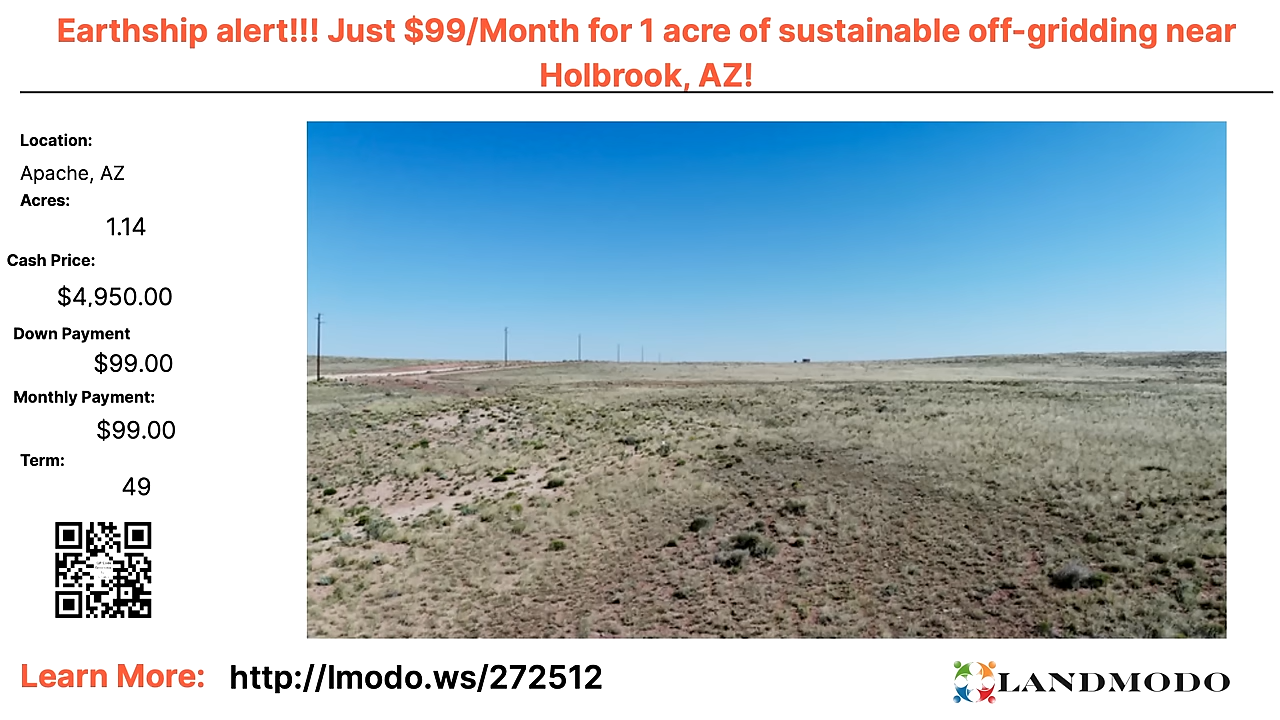 Earthship alert!!! Just $99/Month for 1 acre of sustainable off-gridding near
Holbrook, AZ!
Location:
Apache, AZ
Acres:
1.14
Cash Price:
$4,950.00
Down Payment
$99.00
Monthly Payment:
$99.00
Term:
49
Learn More: http://lmodo.ws/272512
LANDMODO